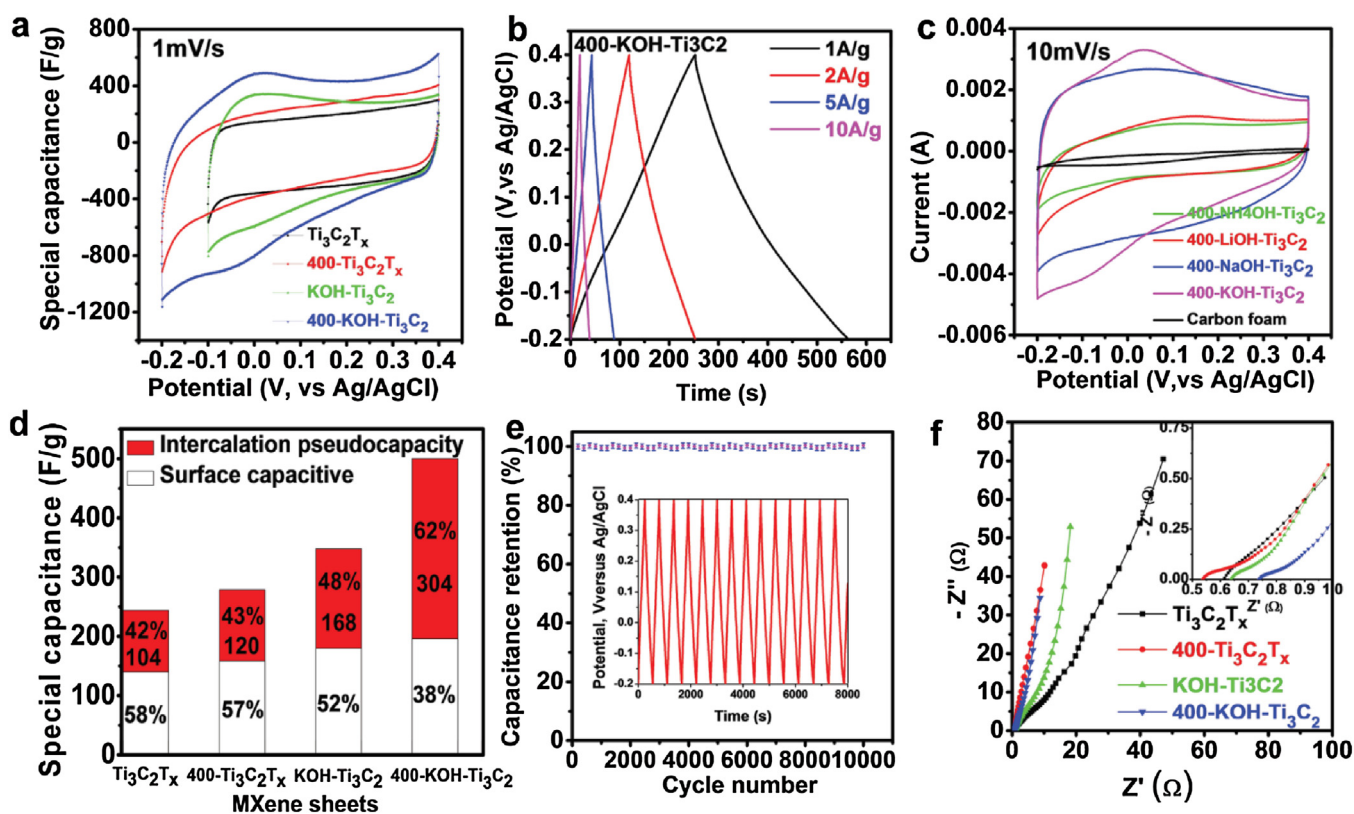 a
1mV/s
Special capacitance (F/g)
800
400
0
-400
-800
-1200
Ti₃C₂Tₓ
400-Ti₃C₂Tₓ
KOH-Ti₃C₂
400-KOH-Ti₃C₂
-0.2 -0.1 0.0 0.1 0.2 0.3 0.4
Potential (V, vs Ag/AgCl)
b
400-KOH-Ti3C2
1A/g
2A/g
5A/g
10A/g
Potential (V,vs Ag/AgCl)
0.4
0.3
0.2
0.1
0.0
-0.1
-0.2
0 100 200 300 400 500 600
Time (s)
c
10mV/s
Current (A)
0.004
0.002
0.000
-0.002
-0.004
-0.006
400-NH4OH-Ti₃C₂
400-LiOH-Ti₃C₂
400-NaOH-Ti₃C₂
400-KOH-Ti₃C₂
Carbon foam
-0.2 -0.1 0.0 0.1 0.2 0.3 0.4
Potential (V,vs Ag/AgCl)
d
Intercalation pseudocapacity
Surface capacitive
Special capacitance (F/g)
500
400
300
200
100
0
42%
104
58%
43%
120
57%
48%
168
52%
62%
304
38%
Ti₃C₂Tₓ 400-Ti₃C₂Tₓ KOH-Ti₃C₂ 400-KOH-Ti₃C₂
MXene sheets
e
Capacitance retention (%)
120
100
80
60
40
20
0
Potential, Vversus Ag/AgCl
0.4
0.3
0.2
0.1
0.0
-0.1
-0.2
0 2000 4000 6000 8000
Time (s)
0 2000 4000 6000 8000 10000
Cycle number
f
- Z'' (Ω)
80
70
60
50
40
30
20
10
0
- Z'' (Ω)
0.75
0.50
0.25
0.00
0.5 0.6 0.7 0.8 0.9 1.0
Z' (Ω)
Ti₃C₂Tₓ
400-Ti₃C₂Tₓ
KOH-Ti3C2
400-KOH-Ti₃C₂
0 20 40 60 80 100
Z' (Ω)